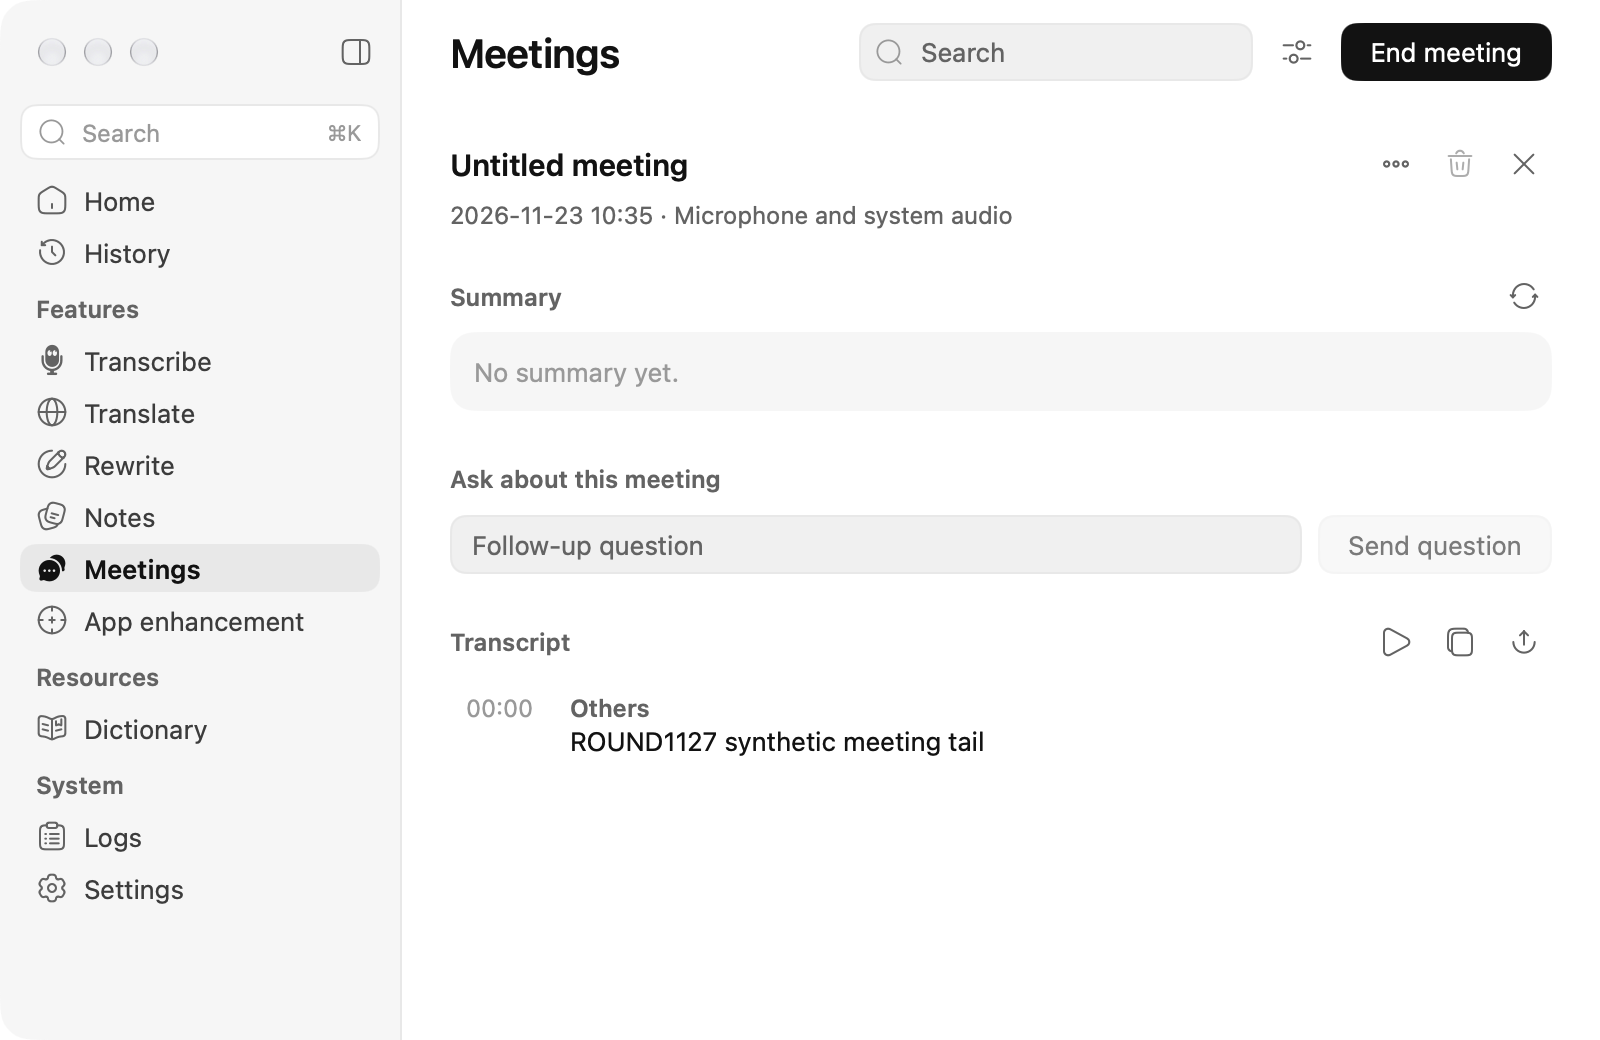 Search ⌘K
Home
History
Features
Transcribe
Translate
Rewrite
Notes
Meetings
App enhancement
Resources
Dictionary
System
Logs
Settings
Meetings
Search
End meeting
Untitled meeting
2026-11-23 10:35 · Microphone and system audio
Summary
No summary yet.
Ask about this meeting
Follow-up question
Send question
Transcript
00:00 Others
ROUND1127 synthetic meeting tail